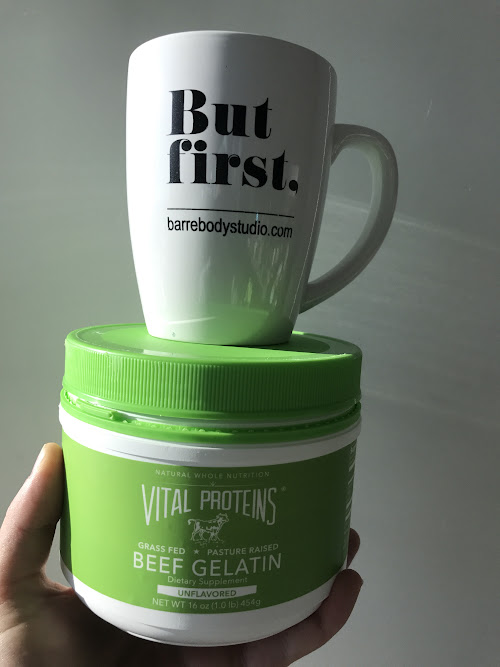 But
first,
barrebodystudio.com
NATURAL WHOLE NUTRITION
VITAL PROTEINS®
GRASS FED ★ PASTURE RAISED
BEEF GELATIN
Dietary Supplement
UNFLAVORED
NET WT 16 oz (1.0 lb) 454g